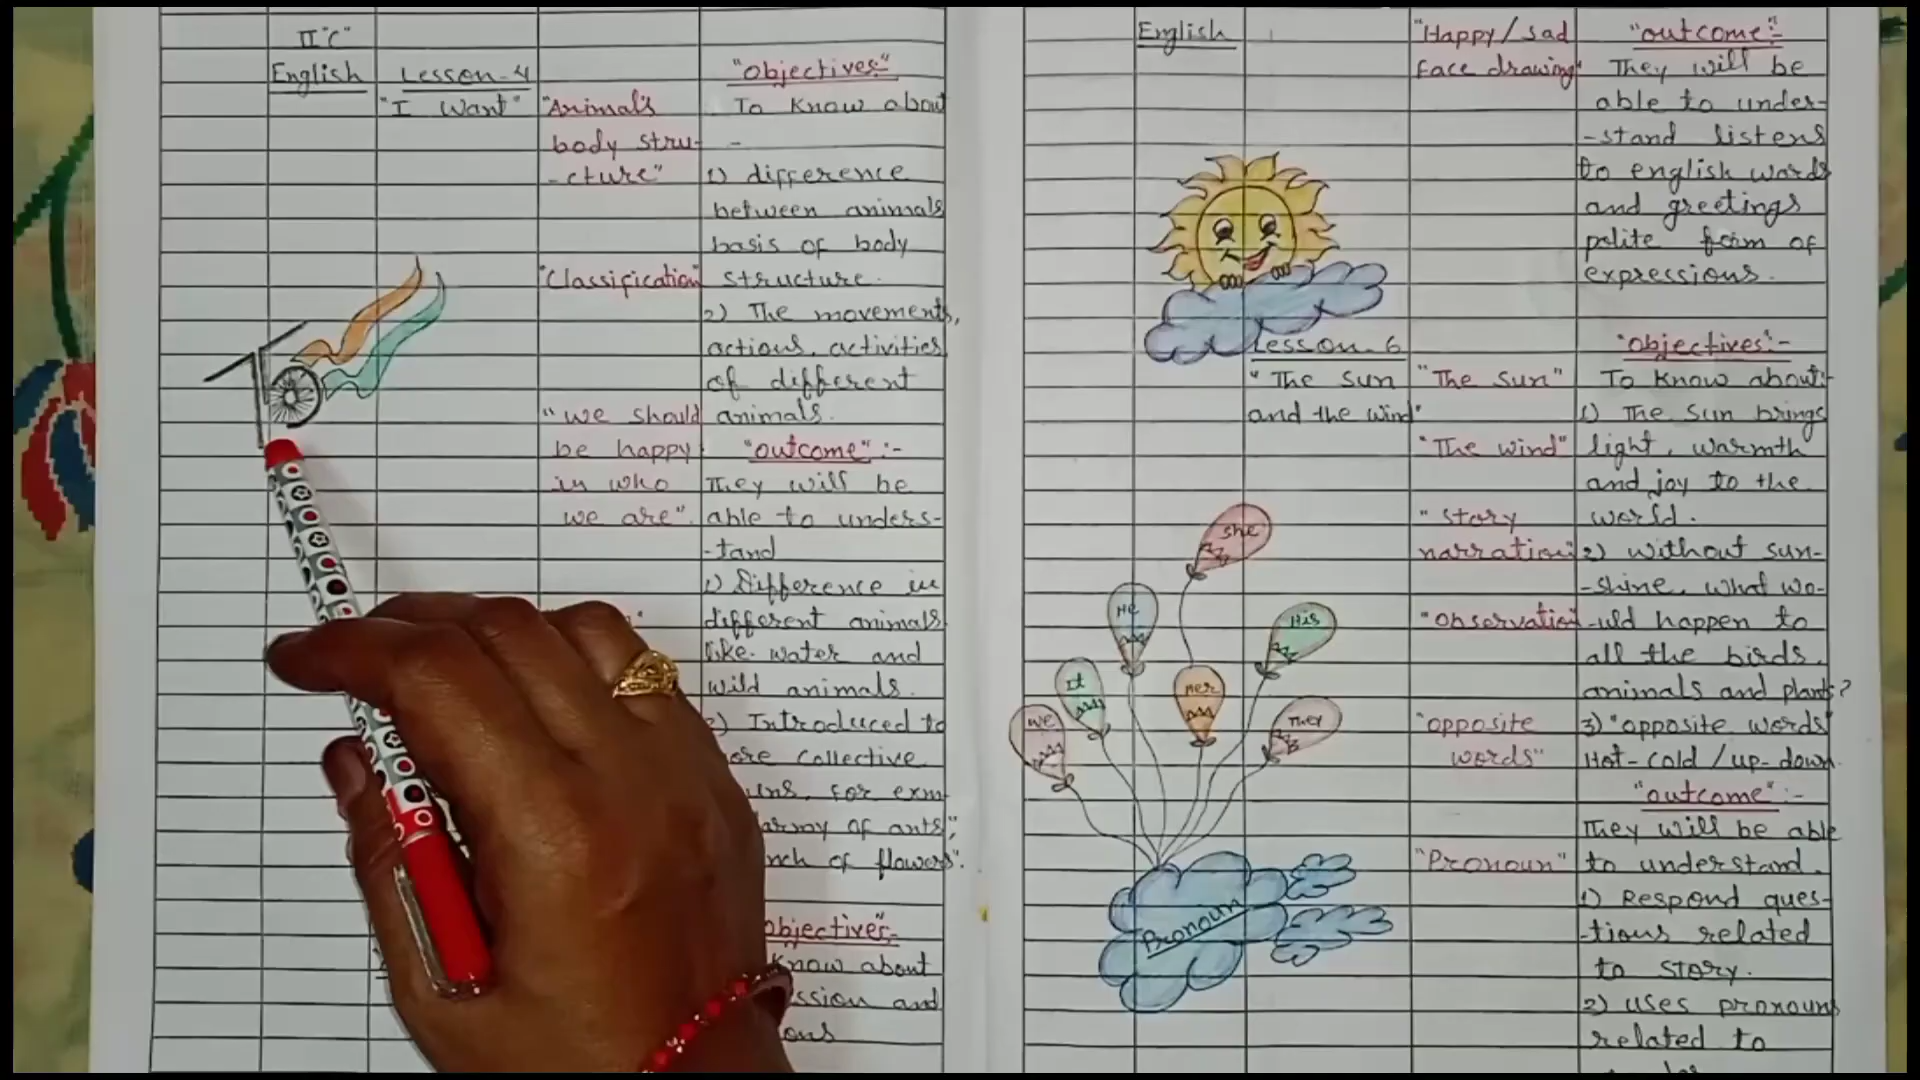 II "C"
English
Lesson-4
"I Want"
"Animal's
body stru-
-cture"
"Classification"
"we should
be happy
in who
we are".
"Objectives:-"
To Know about
-
1) difference
between animals
basis of body
structure.
2) The movements,
actions, activities
of different
animals.
"outcome":-
They will be
able to unders-
-tand
1) Difference in
different animals
like water and
wild animals.
2) Introduced to
ore Collective
uns, for exm-
army of ants",
nch of flowers".
bjectives:-
Know about
ssion and
ons
English
"Happy/sad
Face drawing"
"outcome:-"
They will be
able to under-
-stand listens
to english words
and greetings
polite form of
expressions.
Lesson-6
"The sun
and the wind"
"The Sun"
"The wind"
"Story
narration"
"Observation"
"opposite
words"
"Pronoun"
"Objectives":-
To Know about:-
1) The Sun brings
light, warmth
and joy to the
world.
2) without sun-
-shine, what wo-
-uld happen to
all the birds,
animals and plants?
3) "opposite words"
Hot-cold/up-down.
"outcome":-
They will be able
to understand.
1) Respond ques-
-tions related
to story.
2) uses pronouns
related to
She
He
His
It
Her
We
They
Pronoun